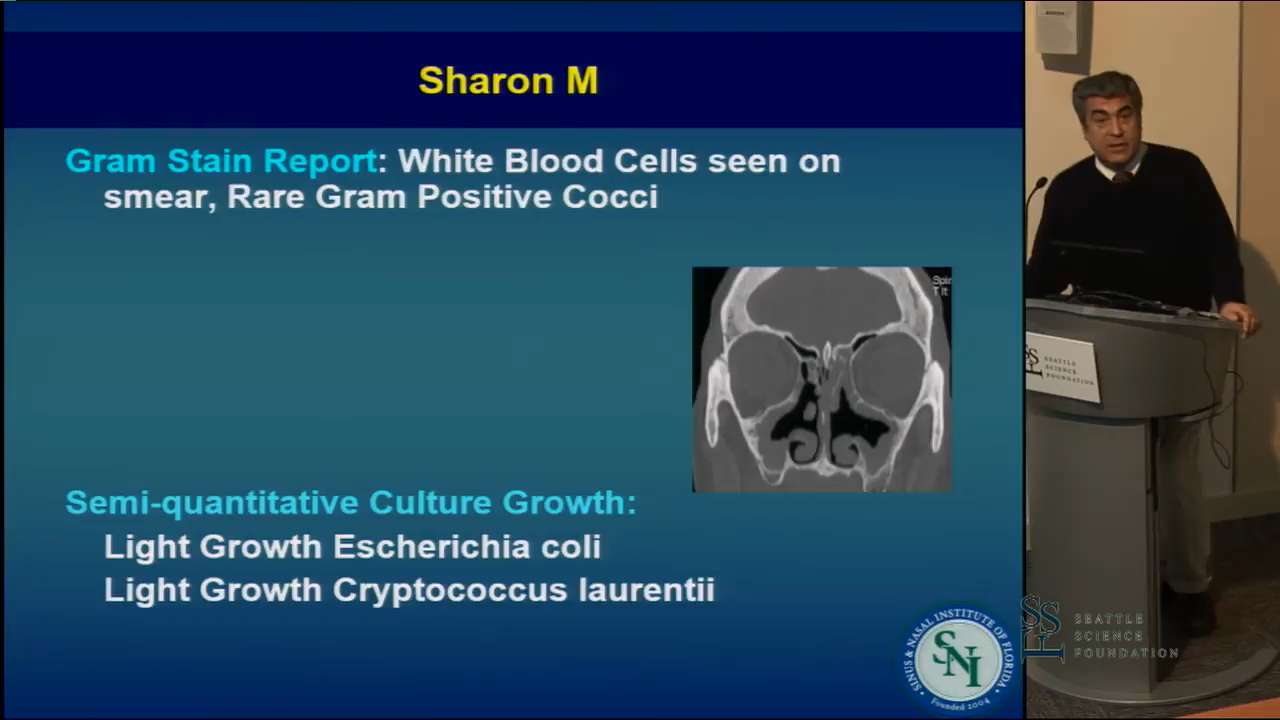 Sharon M
Gram Stain Report: White Blood Cells seen on
smear, Rare Gram Positive Cocci
Semi-quantitative Culture Growth:
Light Growth Escherichia coli
Light Growth Cryptococcus laurentii
SINUS & NASAL INSTITUTE OF FLORIDA
SNI
Founded 2004
SEATTLE
SCIENCE
FOUNDATION
SSF
SEATTLE
SCIENCE
FOUNDATION